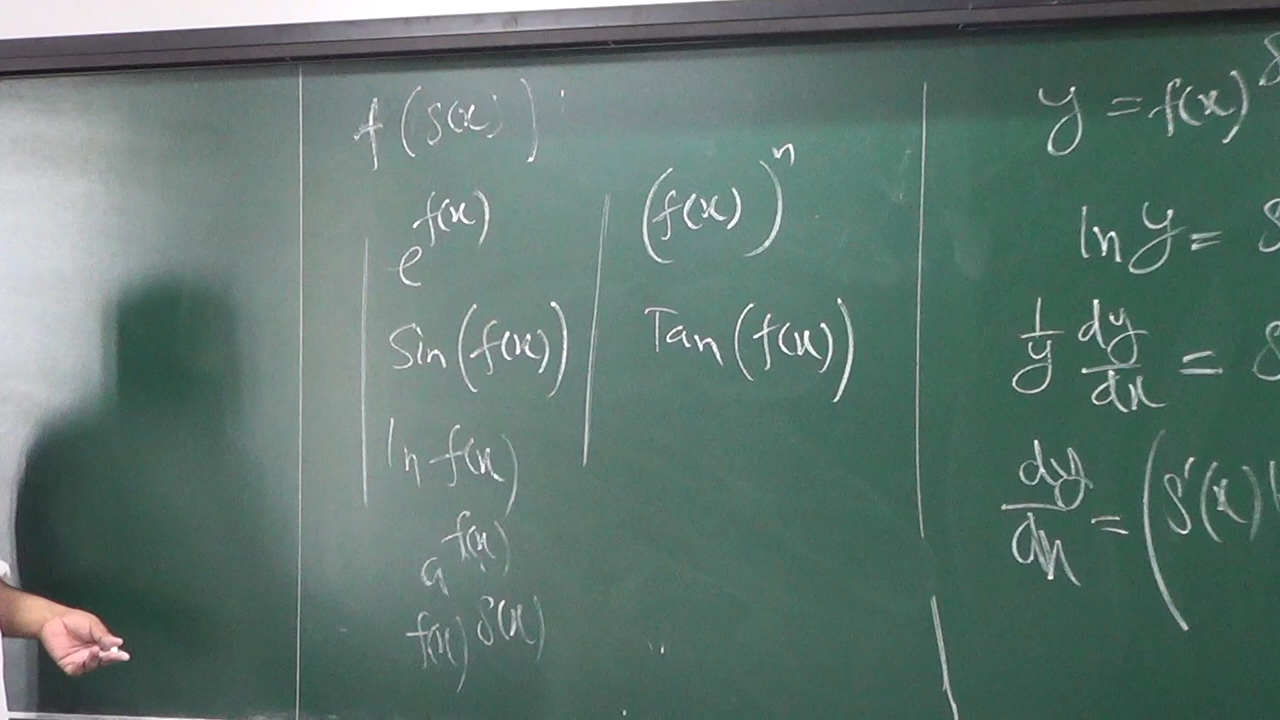 f(g(x))
e^f(x)
(f(x))^n
Sin(f(x))
Tan(f(x))
ln f(x)
a^f(x)
f(x)^g(x)
y = f(x)
ln y =
1/y dy/dx =
dy/dx = (g'(x)